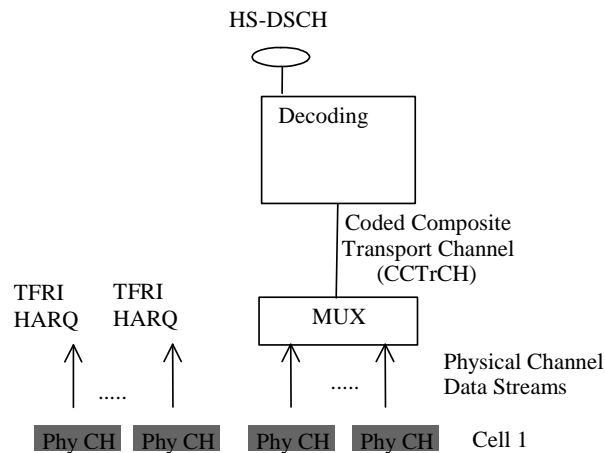 HS-DSCH
Decoding
Coded Composite
Transport Channel
(CCTrCH)
TFRI
HARQ
TFRI
HARQ
MUX
Physical Channel
Data Streams
.....
.....
Phy CH
Phy CH
Phy CH
Phy CH
Cell 1